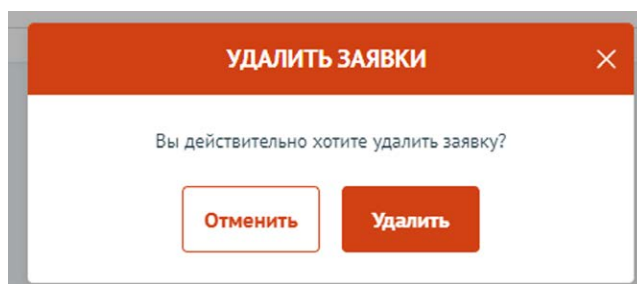 УДАЛИТЬ ЗАЯВКИ
Вы действительно хотите удалить заявку?
Отменить
Удалить